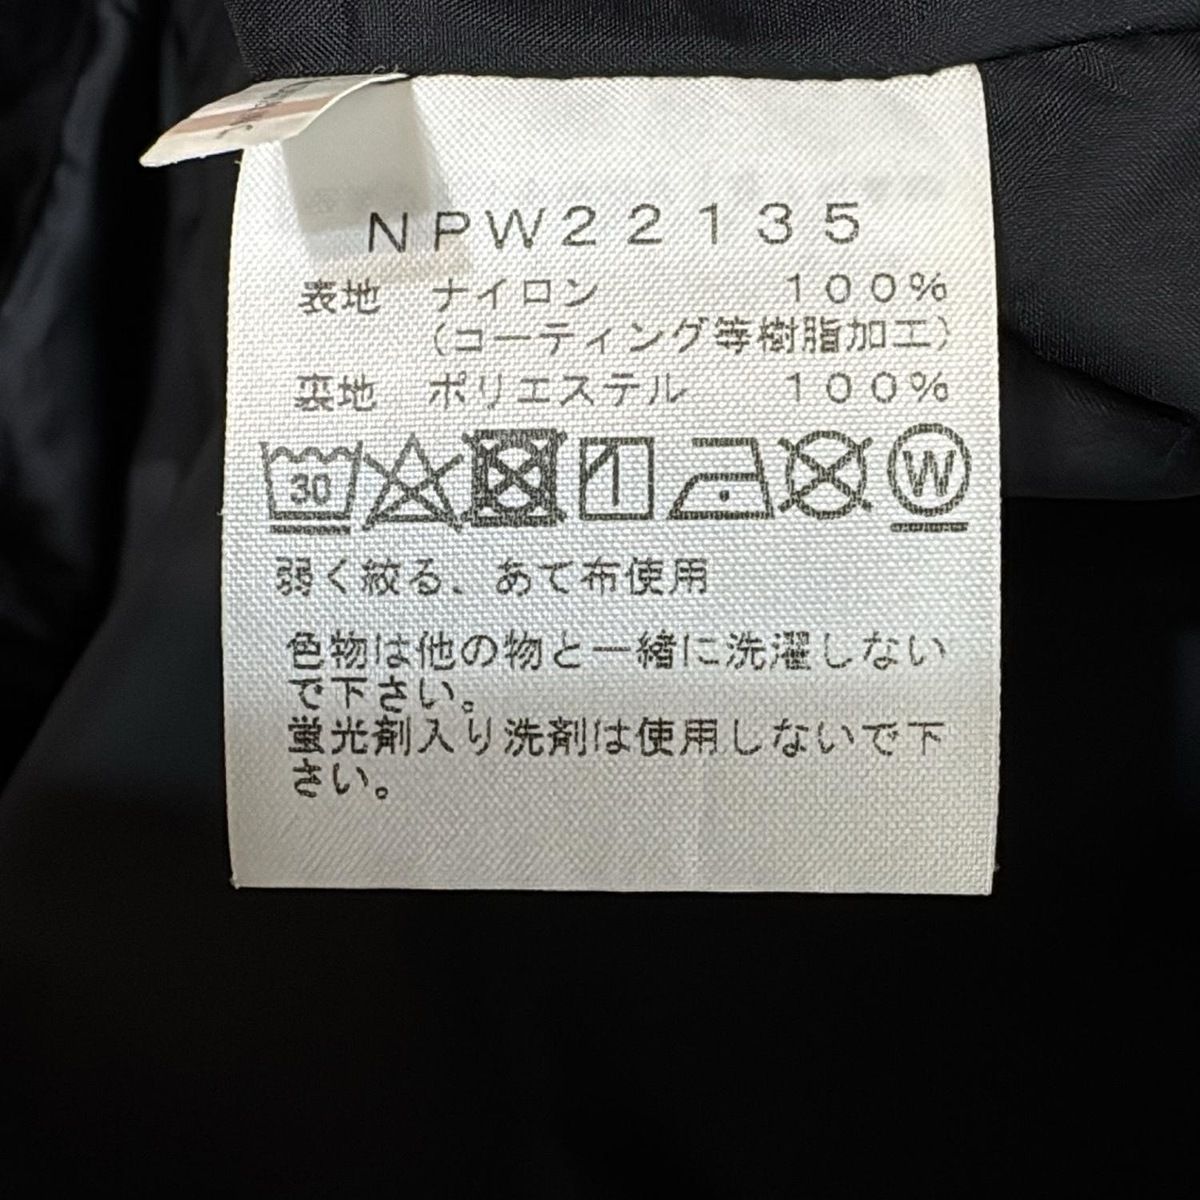 NPW22135
表地 ナイロン 100%
(コーティング等樹脂加工)
裏地 ポリエステル 100%
30 W
弱く絞る、あて布使用
色物は他の物と一緒に洗濯しない
で下さい。
蛍光剤入り洗剤は使用しないで下
さい。